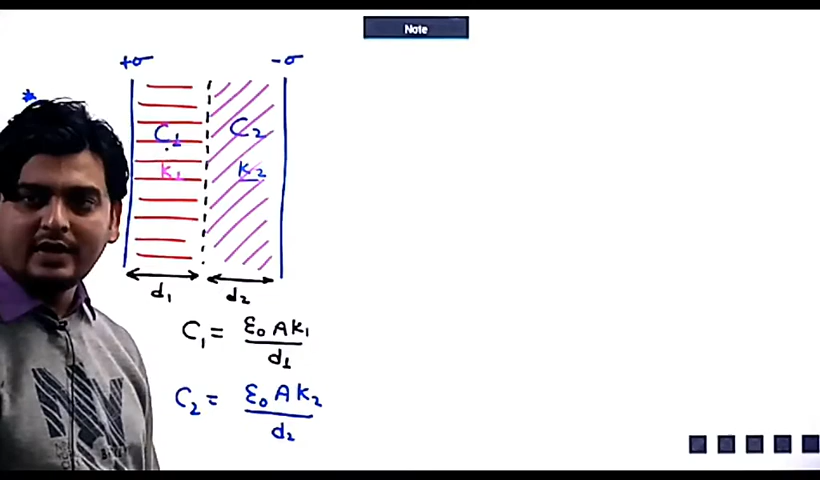 Note
+σ -σ
*
C1 C2
K1 K2
d1 d2
C1 = ε0 A K1 / d1
C2 = ε0 A K2 / d2